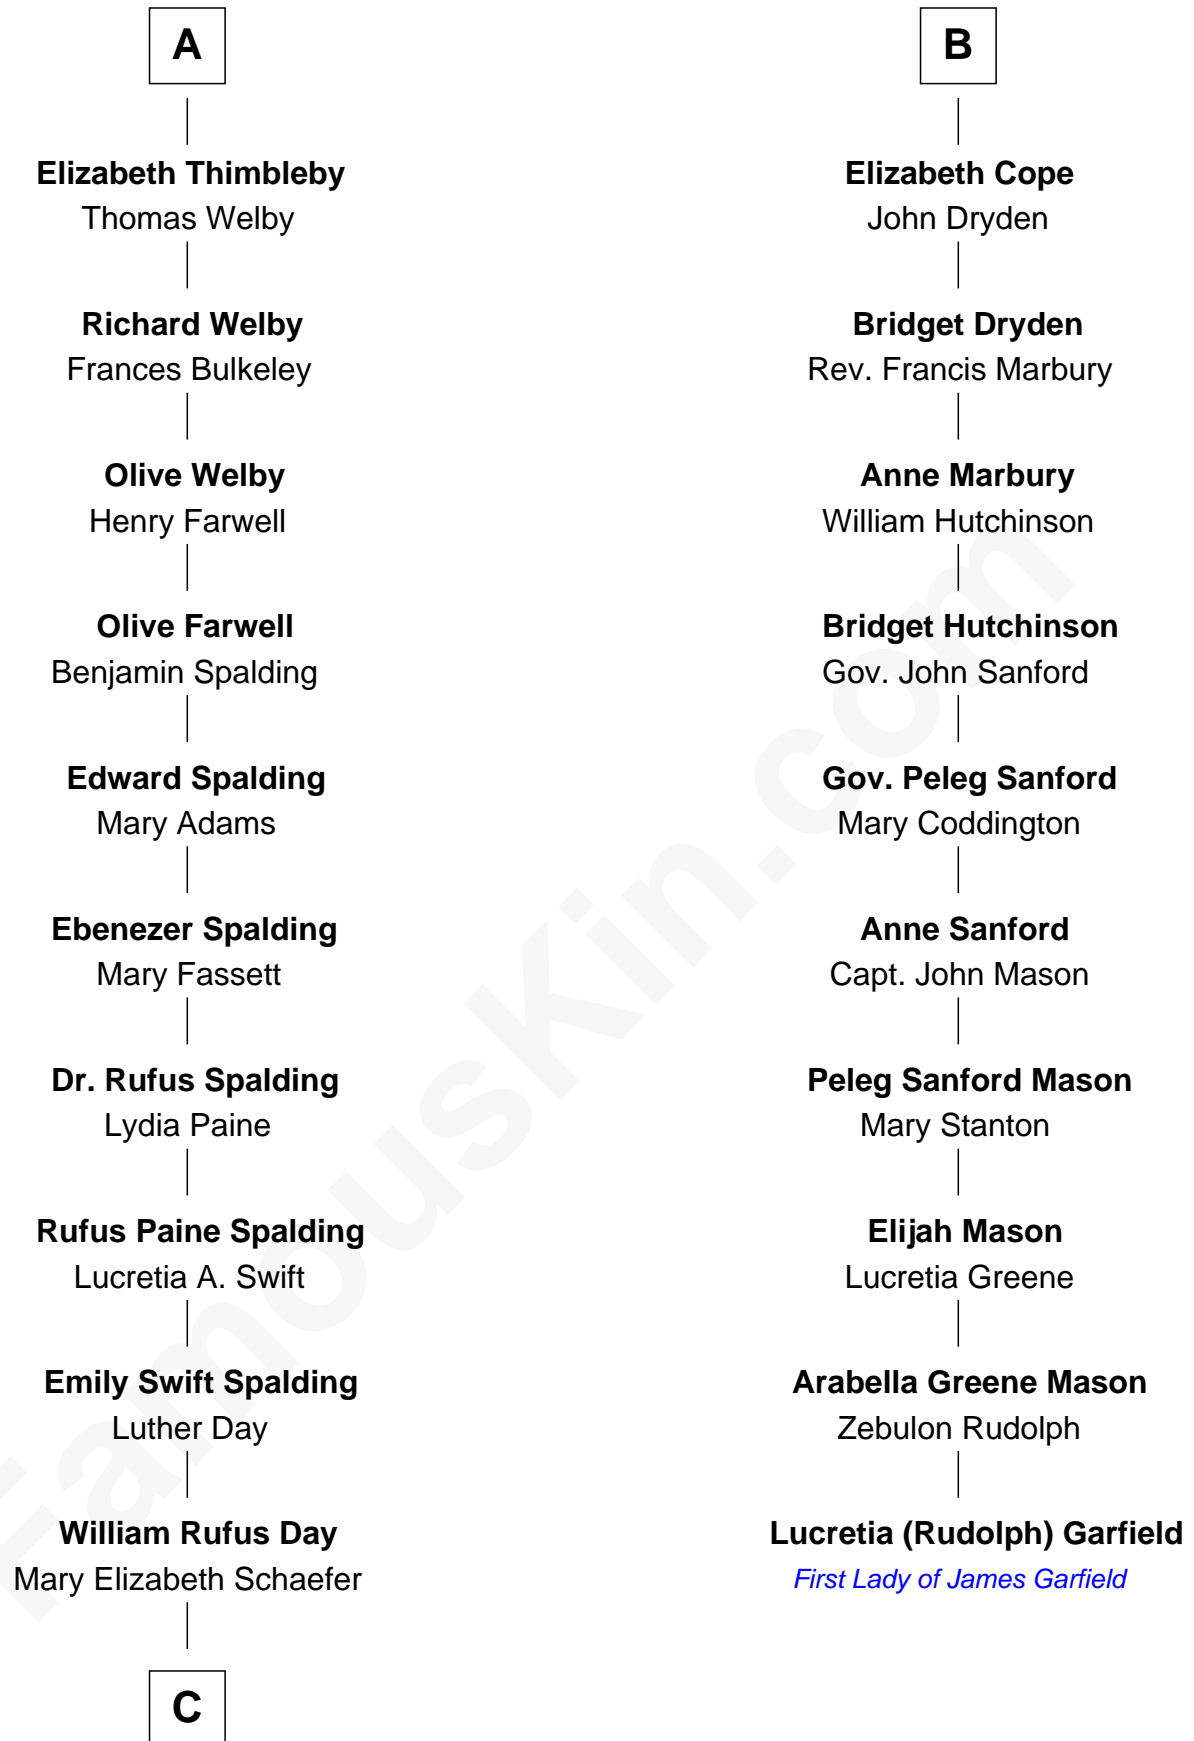 A
Elizabeth Thimbleby
Thomas Welby
Richard Welby
Frances Bulkeley
Olive Welby
Henry Farwell
Olive Farwell
Benjamin Spalding
Edward Spalding
Mary Adams
Ebenezer Spalding
Mary Fassett
Dr. Rufus Spalding
Lydia Paine
Rufus Paine Spalding
Lucretia A. Swift
Emily Swift Spalding
Luther Day
William Rufus Day
Mary Elizabeth Schaefer
C
B
Elizabeth Cope
John Dryden
Bridget Dryden
Rev. Francis Marbury
Anne Marbury
William Hutchinson
Bridget Hutchinson
Gov. John Sanford
Gov. Peleg Sanford
Mary Coddington
Anne Sanford
Capt. John Mason
Peleg Sanford Mason
Mary Stanton
Elijah Mason
Lucretia Greene
Arabella Greene Mason
Zebulon Rudolph
Lucretia (Rudolph) Garfield
First Lady of James Garfield
FamousKin.com